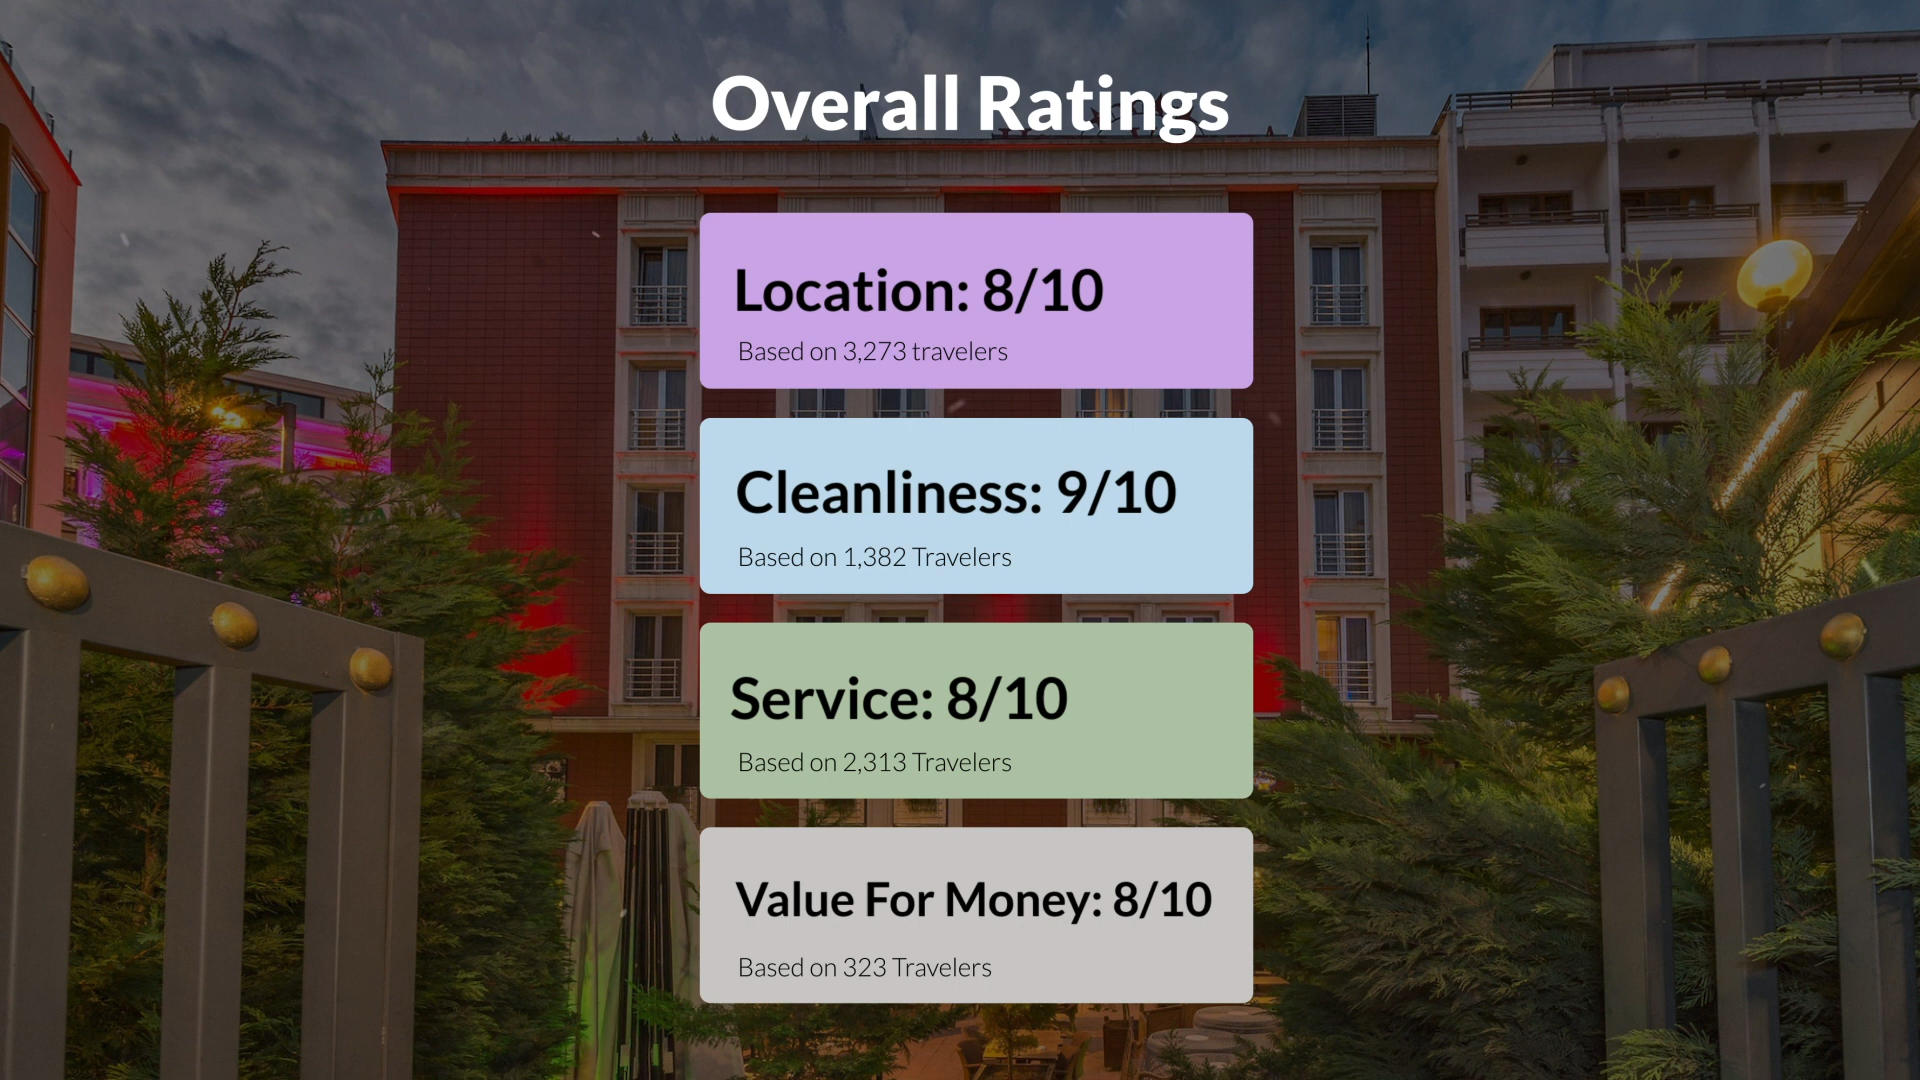 Overall Ratings
Location: 8/10
Based on 3,273 travelers
Cleanliness: 9/10
Based on 1,382 Travelers
Service: 8/10
Based on 2,313 Travelers
Value For Money: 8/10
Based on 323 Travelers